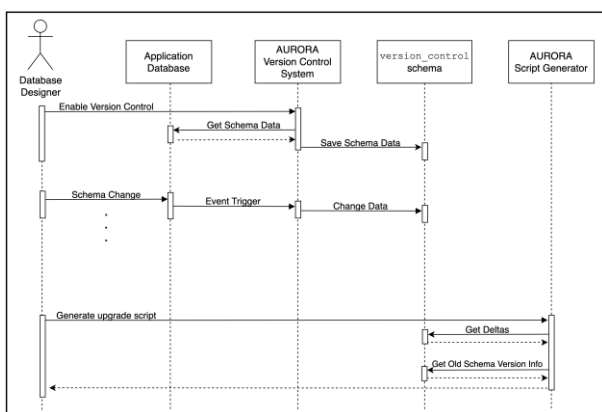 Database
Designer
Application
Database
AURORA
Version Control
System
version_control
schema
AURORA
Script Generator
Enable Version Control
Get Schema Data
Save Schema Data
Schema Change
Event Trigger
Change Data
.
.
.
Generate upgrade script
Get Deltas
Get Old Schema Version Info